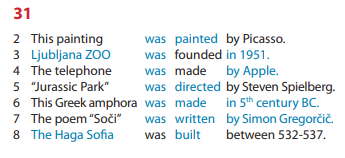 31
2 This painting was painted by Picasso.
3 Ljubljana ZOO was founded in 1951.
4 The telephone was made by Apple.
5 “Jurassic Park” was directed by Steven Spielberg.
6 This Greek amphora was made in 5th century BC.
7 The poem “Soči” was written by Simon Gregorčič.
8 The Haga Sofia was built between 532-537.